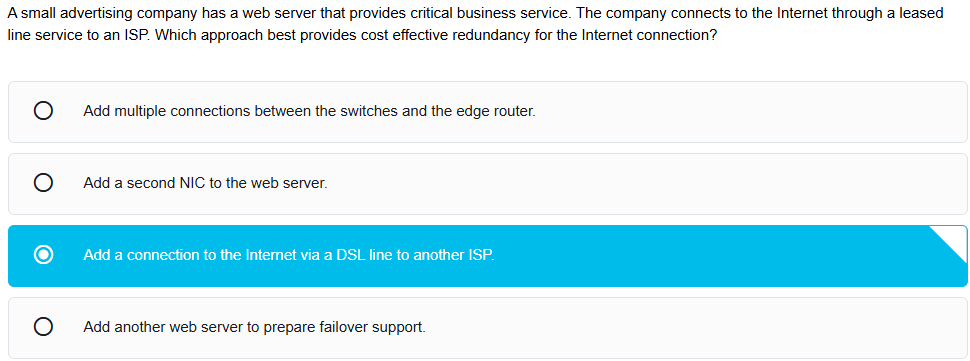 A small advertising company has a web server that provides critical business service. The company connects to the Internet through a leased
line service to an ISP. Which approach best provides cost effective redundancy for the Internet connection?
Add multiple connections between the switches and the edge router.
Add a second NIC to the web server.
Add a connection to the Internet via a DSL line to another ISP.
Add another web server to prepare failover support.